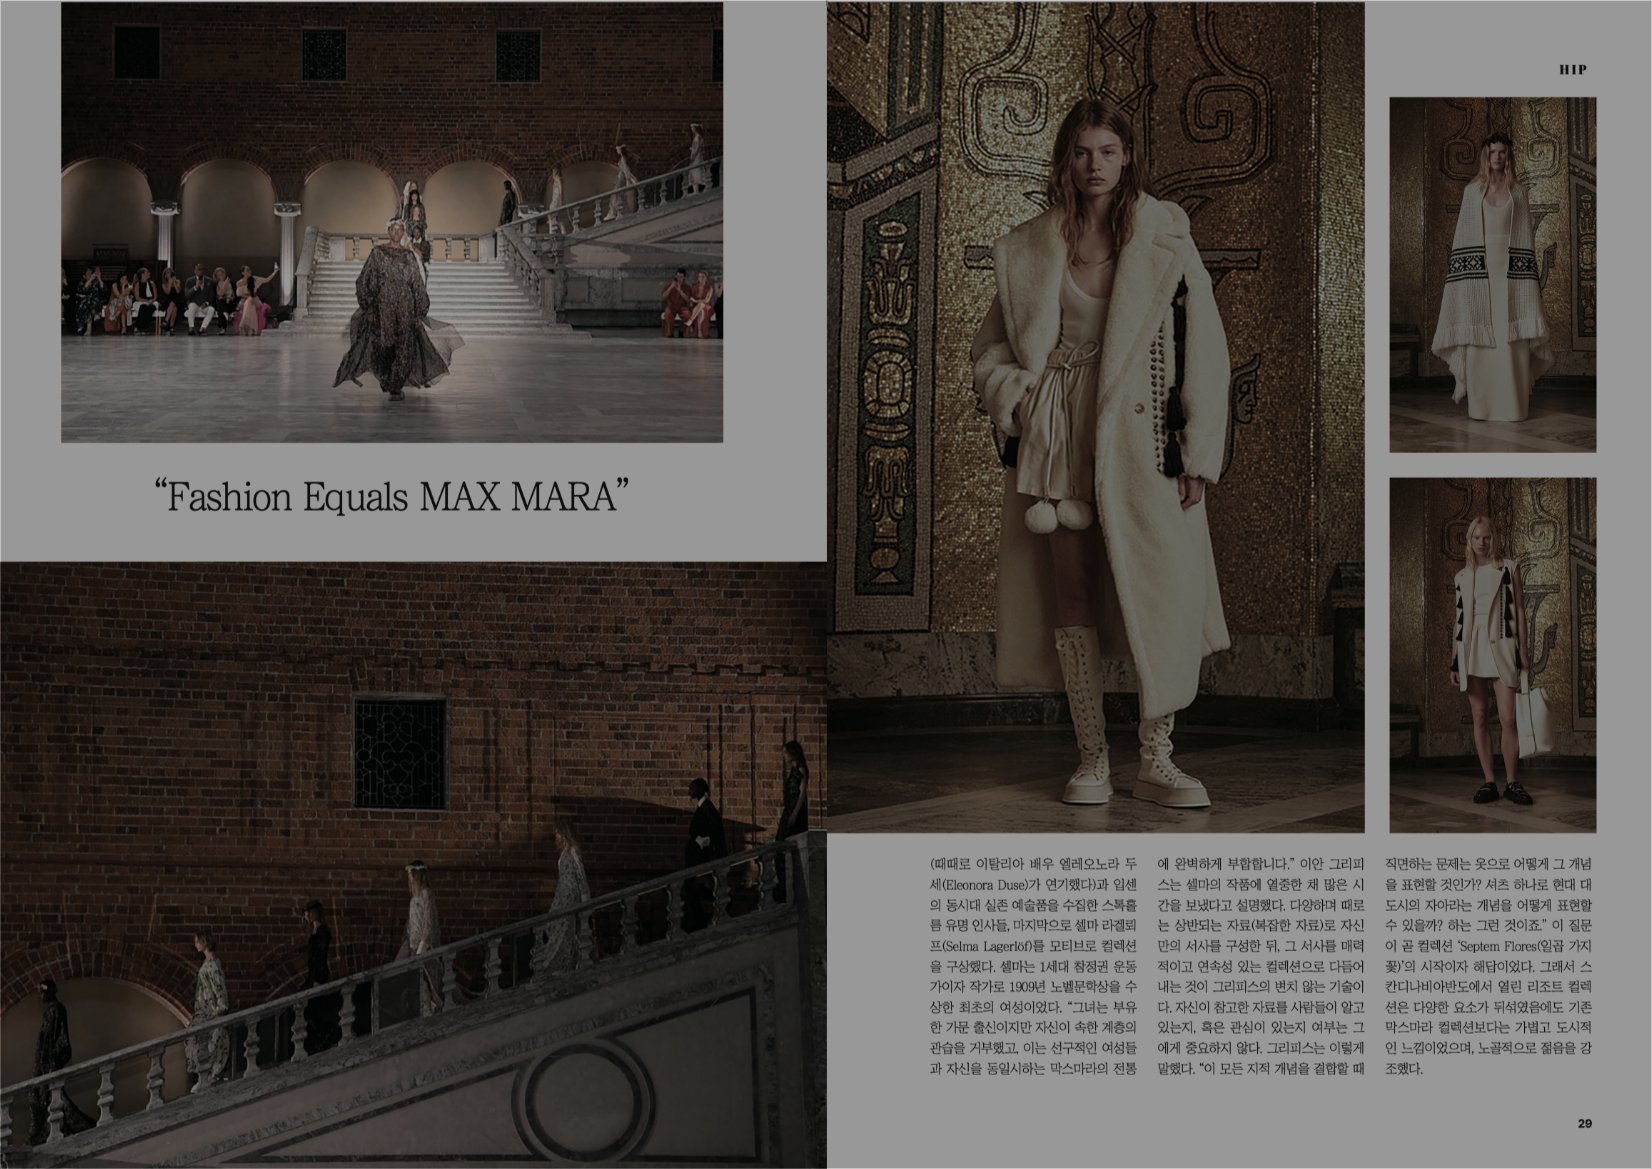 HIP
“Fashion Equals MAX MARA”
(때때로 이탈리아 배우 엘레오노라 두
세(Eleonora Duse)가 연기했다)과 입센
의 동시대 실존 예술품을 수집한 스톡홀
름 유명 인사들, 마지막으로 셀마 라겔뢰
프(Selma Lagerlöf)를 모티브로 컬렉션
을 구상했다. 셀마는 1세대 참정권 운동
가이자 작가로 1909년 노벨문학상을 수
상한 최초의 여성이었다. “그녀는 부유
한 가문 출신이지만 자신이 속한 계층의
관습을 거부했고, 이는 선구적인 여성들
과 자신을 동일시하는 막스마라의 전통
에 완벽하게 부합합니다.” 이안 그리피
스는 셀마의 작품에 열중한 채 많은 시
간을 보냈다고 설명했다. 다양하며 때로
는 상반되는 자료(복잡한 자료)로 자신
만의 서사를 구성한 뒤, 그 서사를 매력
적이고 연속성 있는 컬렉션으로 다듬어
내는 것이 그리피스의 변치 않는 기술이
다. 자신이 참고한 자료를 사람들이 알고
있는지, 혹은 관심이 있는지 여부는 그
에게 중요하지 않다. 그리피스는 이렇게
말했다. “이 모든 지적 개념을 결합할 때
직면하는 문제는 옷으로 어떻게 그 개념
을 표현할 것인가? 셔츠 하나로 현대 대
도시의 자아라는 개념을 어떻게 표현할
수 있을까? 하는 그런 것이죠.” 이 질문
이 곧 컬렉션 ‘Septem Flores(일곱 가지
꽃)’의 시작이자 해답이었다. 그래서 스
칸디나비아반도에서 열린 리조트 컬렉
션은 다양한 요소가 뒤섞였음에도 기존
막스마라 컬렉션보다는 가볍고 도시적
인 느낌이었으며, 노골적으로 젊음을 강
조했다.
29